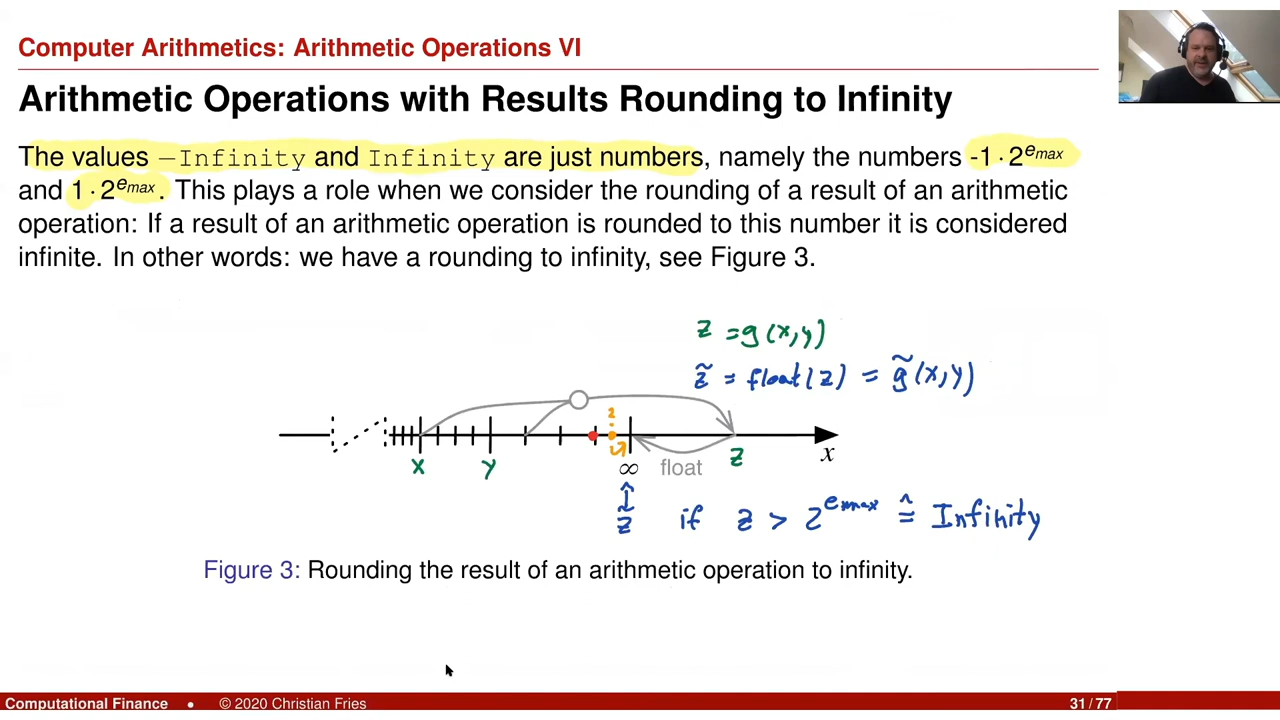 Computer Arithmetics: Arithmetic Operations VI
Arithmetic Operations with Results Rounding to Infinity
The values −Infinity and Infinity are just numbers, namely the numbers -1 · 2^emax
and 1 · 2^emax. This plays a role when we consider the rounding of a result of an arithmetic
operation: If a result of an arithmetic operation is rounded to this number it is considered
infinite. In other words: we have a rounding to infinity, see Figure 3.
z = g(x,y)
z̃ = float(z) = g̃(x,y)
z
x y ∞ float z x
z̃ if z > 2^emax ≙ Infinity
Figure 3: Rounding the result of an arithmetic operation to infinity.
Computational Finance • © 2020 Christian Fries 31 / 77